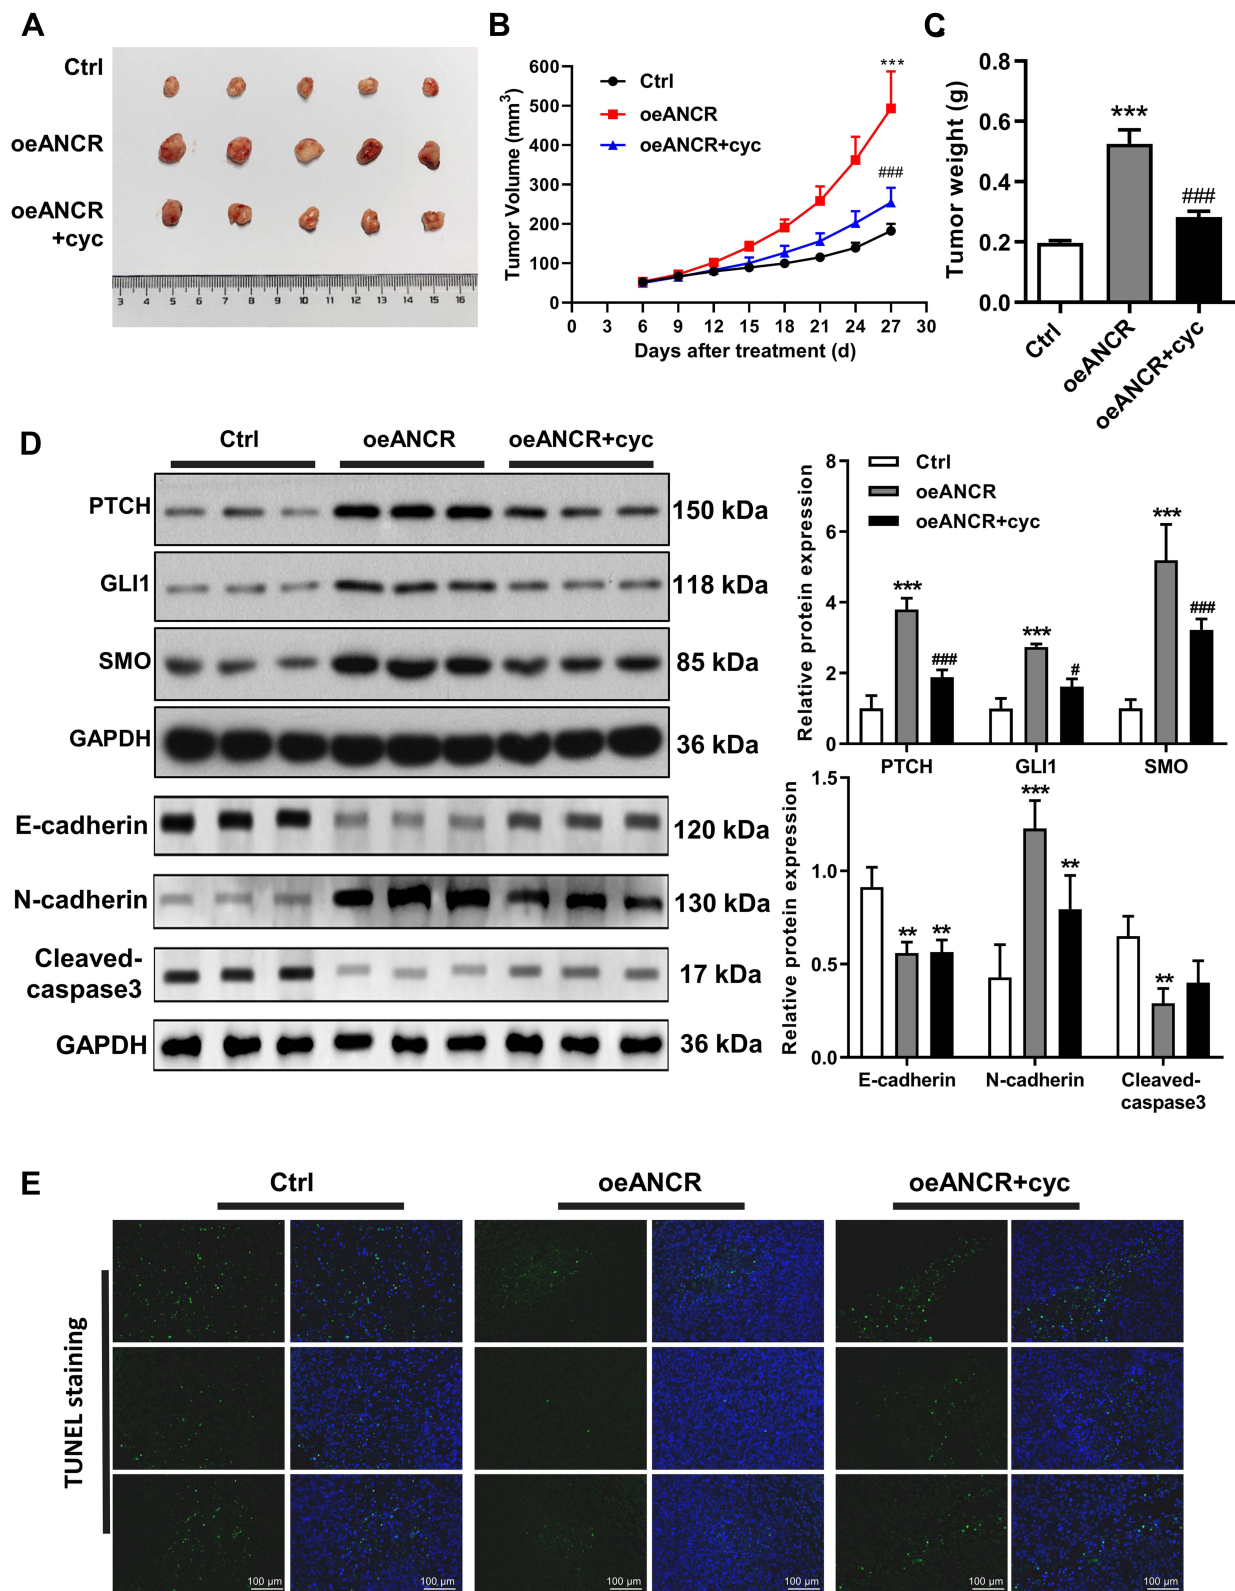 A
Ctrl
oeANCR
oeANCR
+cyc
3 4 5 6 7 8 9 10 11 12 13 14 15 16
B
600
500
400
300
200
100
0
Tumor Volume (mm³)
Ctrl
oeANCR
oeANCR+cyc
***
###
0 3 6 9 12 15 18 21 24 27 30
Days after treatment (d)
C
0.8
0.6
0.4
0.2
0.0
Tumor weight (g)
***
###
Ctrl
oeANCR
oeANCR+cyc
D
Ctrl oeANCR oeANCR+cyc
PTCH 150 kDa
GLI1 118 kDa
SMO 85 kDa
GAPDH 36 kDa
E-cadherin 120 kDa
N-cadherin 130 kDa
Cleaved-
caspase3 17 kDa
GAPDH 36 kDa
8
6
4
2
0
Relative protein expression
Ctrl
oeANCR
oeANCR+cyc
*** ### *** # *** ###
PTCH GLI1 SMO
1.5
1.0
0.5
0.0
Relative protein expression
** ** *** ** **
E-cadherin N-cadherin Cleaved-
caspase3
E
Ctrl oeANCR oeANCR+cyc
TUNEL staining
100 μm 100 μm 100 μm 100 μm 100 μm 100 μm